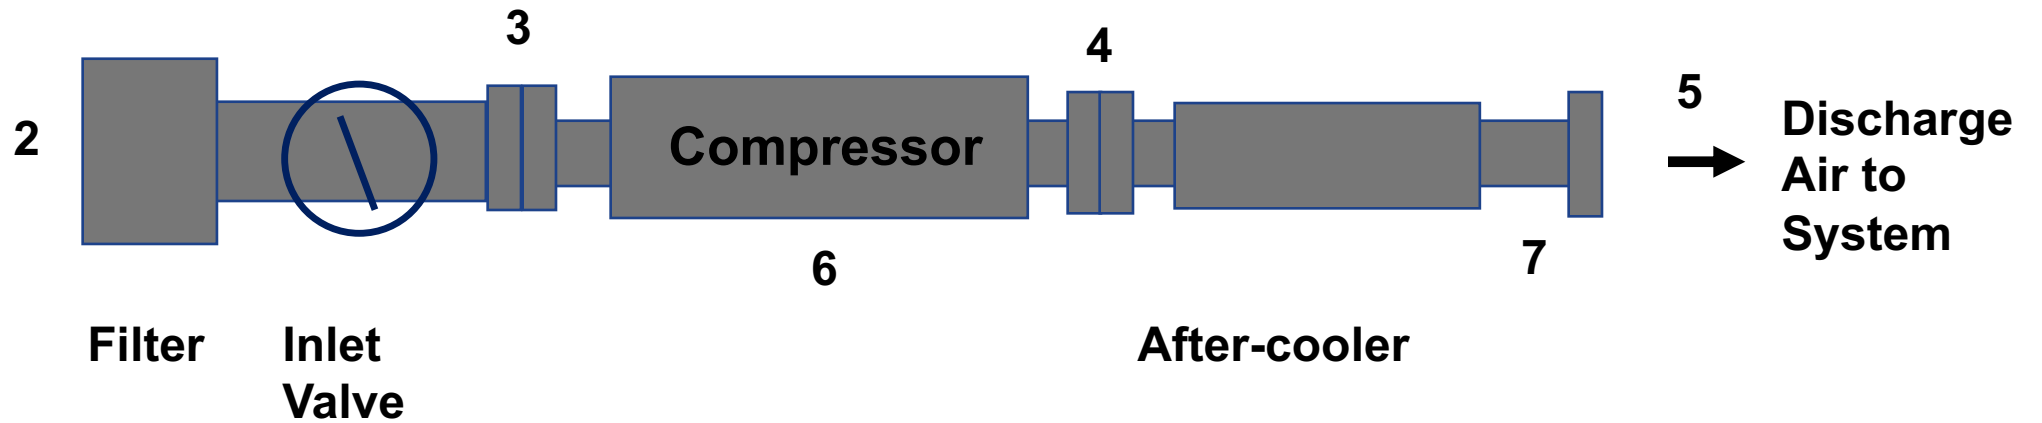 3
4
5
2
Compressor
Discharge
Air to
System
6
7
Filter
Inlet
Valve
After-cooler